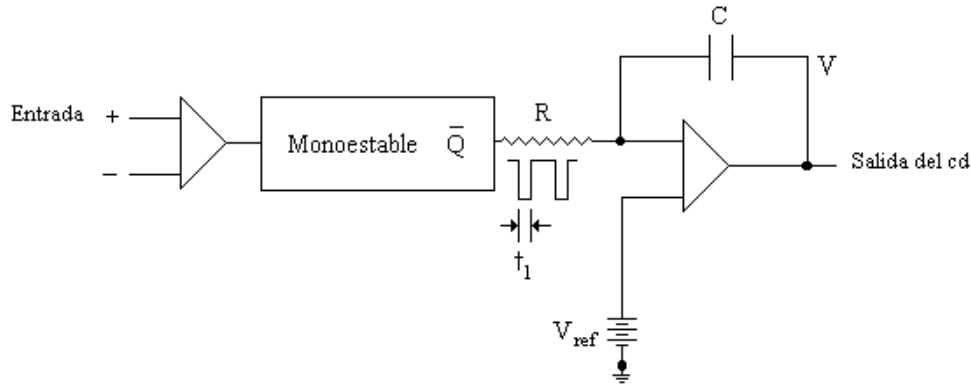 C
V
Entrada
+
−
Monoestable Q̅
R
Salida del cd
t1
Vref